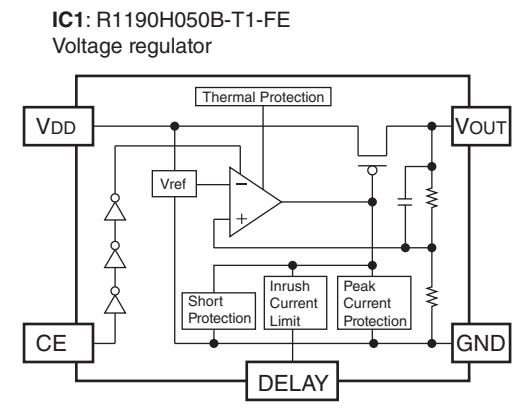 IC1: R1190H050B-T1-FE
Voltage regulator
Thermal Protection
VDD
VOUT
Vref
−
+
Short
Protection
Inrush
Current
Limit
Peak
Current
Protection
CE
GND
DELAY